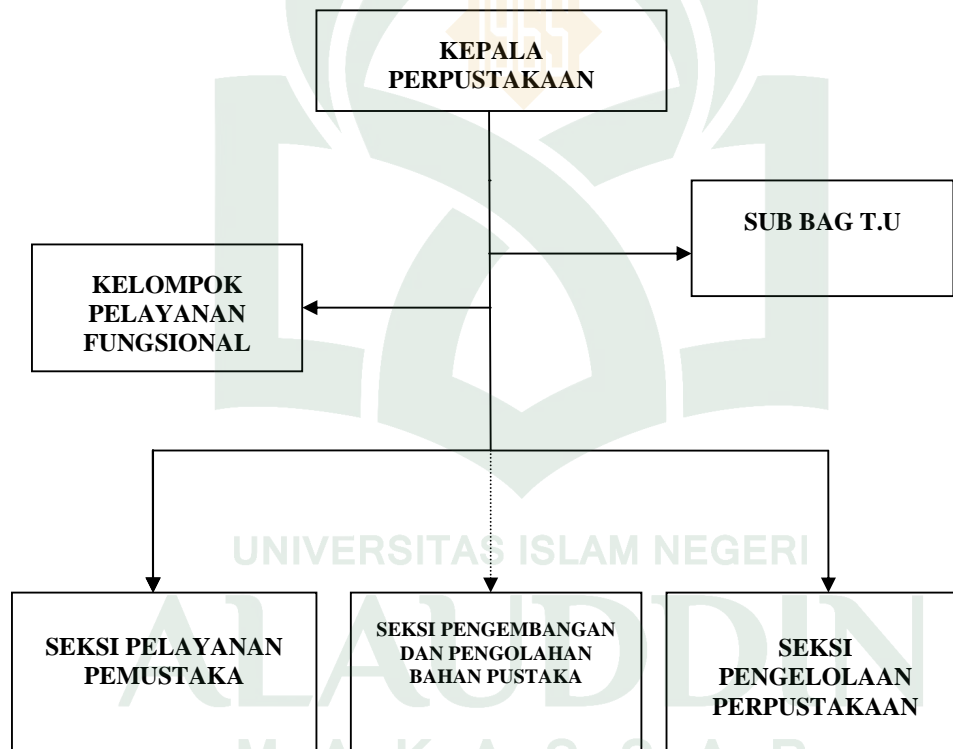 KEPALA
PERPUSTAKAAN
SUB BAG T.U
KELOMPOK
PELAYANAN
FUNGSIONAL
UNIVERSITAS ISLAM NEGERI
ALAUDDIN
M A K A S S A R
SEKSI PELAYANAN
PEMUSTAKA
SEKSI PENGEMBANGAN
DAN PENGOLAHAN
BAHAN PUSTAKA
SEKSI
PENGELOLAAN
PERPUSTAKAAN